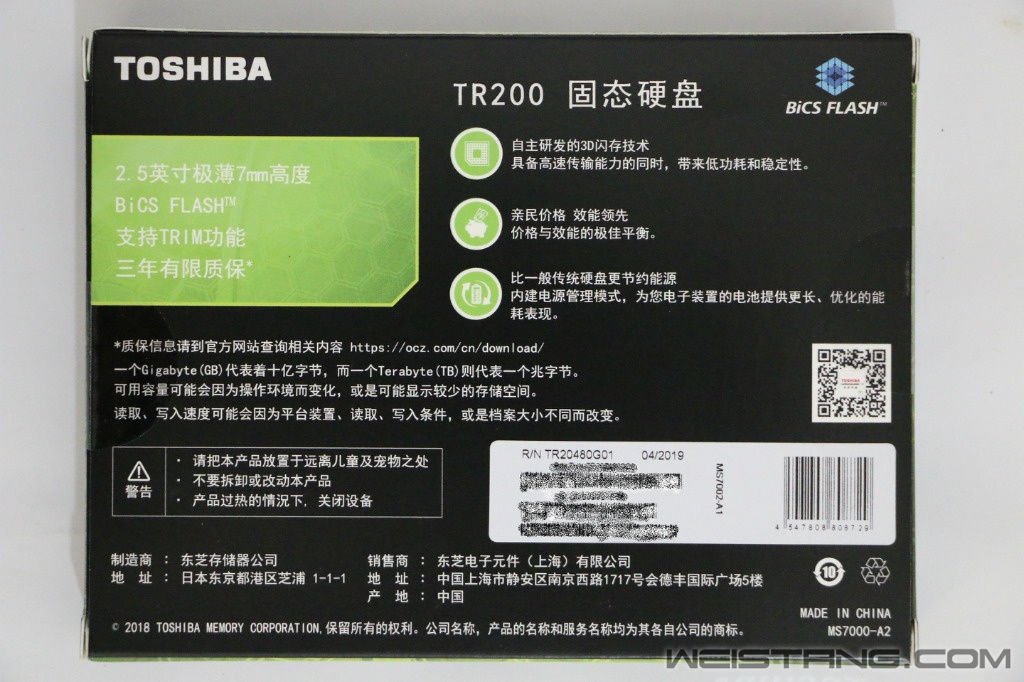 TOSHIBA
TR200 固态硬盘
BiCS FLASH™
2.5英寸极薄7mm高度
BiCS FLASH™
支持TRIM功能
三年有限质保*
自主研发的3D闪存技术
具备高速传输能力的同时，带来低功耗和稳定性。
亲民价格 效能领先
价格与效能的极佳平衡。
比一般传统硬盘更节约能源
内建电源管理模式，为您电子装置的电池提供更长、优化的能
耗表现。
*质保信息请到官方网站查询相关内容 https://ocz.com/cn/download/
一个Gigabyte(GB)代表着十亿字节，而一个Terabyte(TB)则代表一个兆字节。
可用容量可能会因为操作环境而变化，或是可能显示较少的存储空间。
读取、写入速度可能会因为平台装置、读取、写入条件，或是档案大小不同而改变。
TOSHIBA
警告
· 请把本产品放置于远离儿童及宠物之处
· 不要拆卸或改动本产品
· 产品过热的情况下，关闭设备
R/N TR20480G01 04/2019
MS7002-A1
4 547808 808729
制造商 ： 东芝存储器公司
地 址 ： 日本东京都港区芝浦 1-1-1
销售商 ： 东芝电子元件（上海）有限公司
地 址 ： 中国上海市静安区南京西路1717号会德丰国际广场5楼
产 地 ： 中国
10
MADE IN CHINA
MS7000-A2
© 2018 TOSHIBA MEMORY CORPORATION,保留所有的权利。公司名称，产品的名称和服务名称均为其各自公司的商标。
WEISTANG.COM